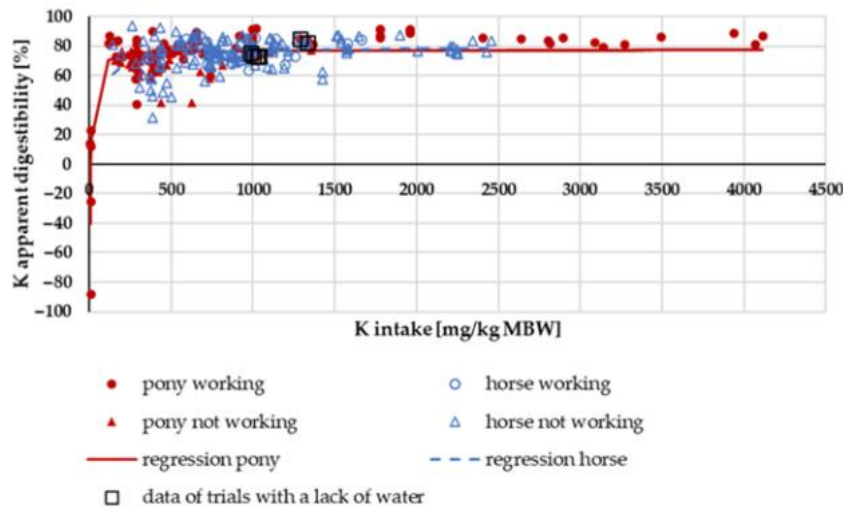 K apparent digestibility [%]
100
80
60
40
20
0
−20
−40
−60
−80
−100
0 500 1000 1500 2000 2500 3000 3500 4000 4500
K intake [mg/kg MBW]
pony working horse working
pony not working horse not working
regression pony regression horse
data of trials with a lack of water